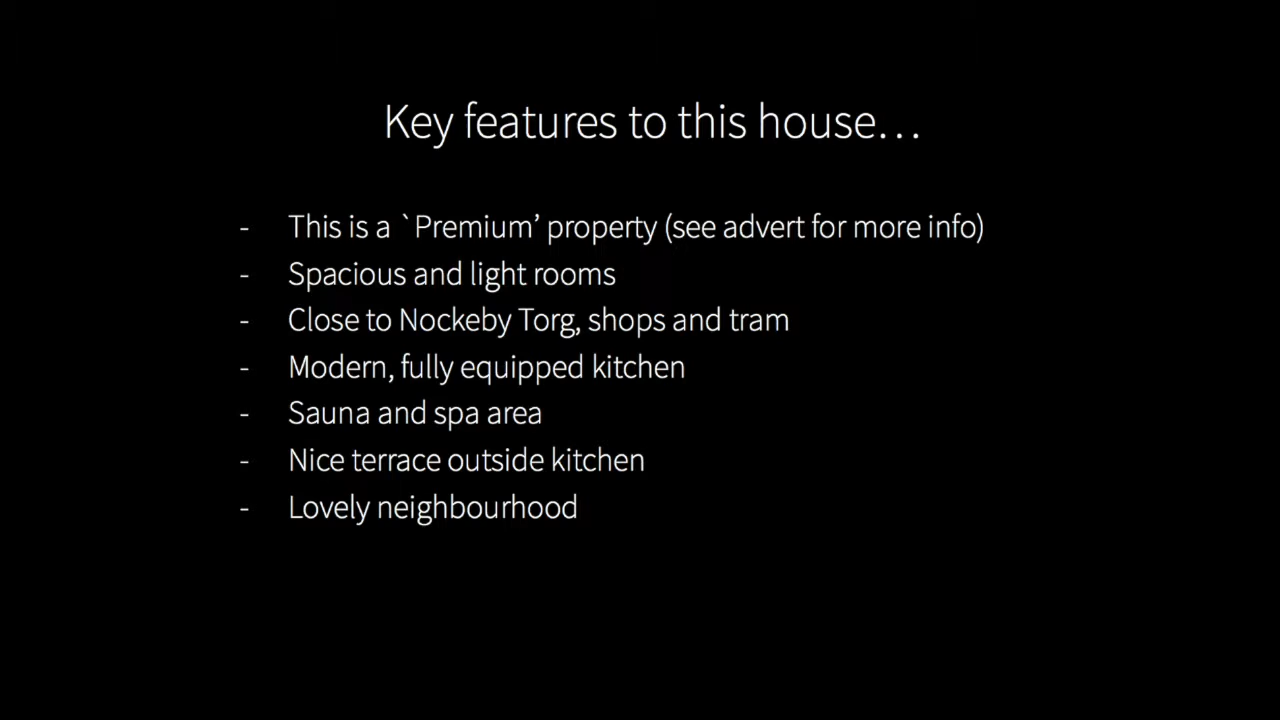 Key features to this house…
- This is a `Premium’ property (see advert for more info)
- Spacious and light rooms
- Close to Nockeby Torg, shops and tram
- Modern, fully equipped kitchen
- Sauna and spa area
- Nice terrace outside kitchen
- Lovely neighbourhood